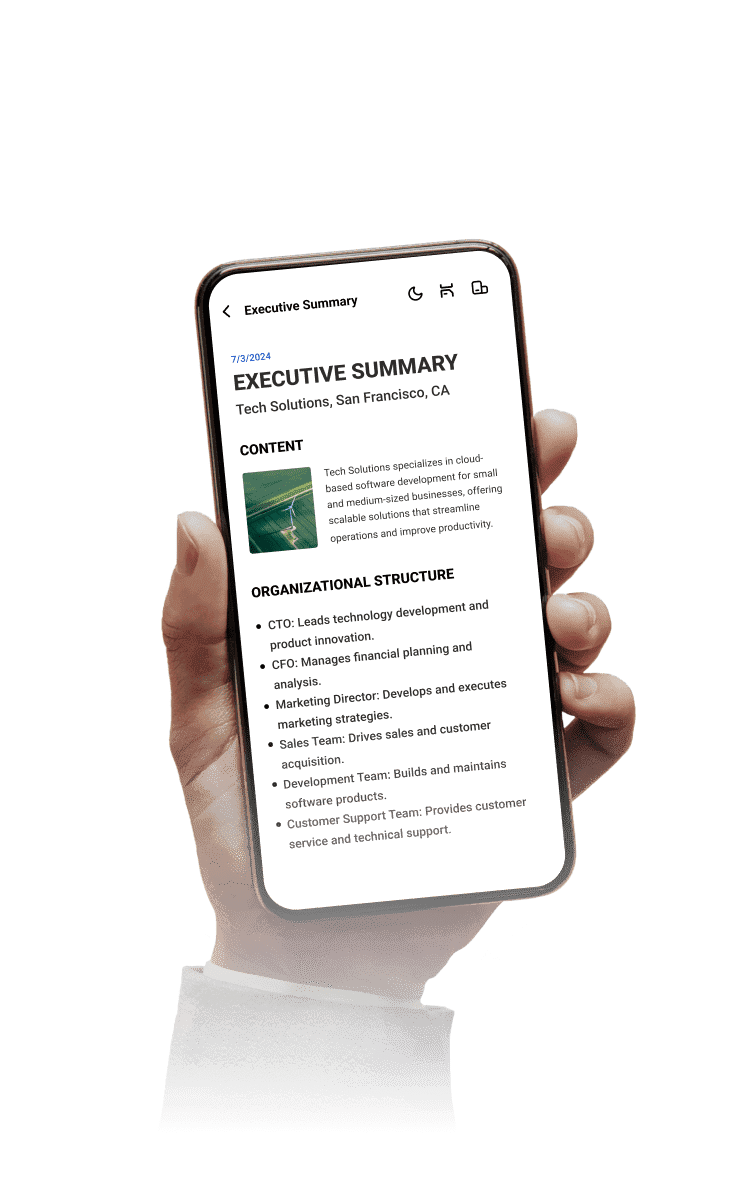 Executive Summary
7/3/2024
EXECUTIVE SUMMARY
Tech Solutions, San Francisco, CA
CONTENT
Tech Solutions specializes in cloud-
based software development for small
and medium-sized businesses, offering
scalable solutions that streamline
operations and improve productivity.
ORGANIZATIONAL STRUCTURE
• CTO: Leads technology development and
product innovation.
• CFO: Manages financial planning and
analysis.
• Marketing Director: Develops and executes
marketing strategies.
• Sales Team: Drives sales and customer
acquisition.
• Development Team: Builds and maintains
software products.
• Customer Support Team: Provides customer
service and technical support.